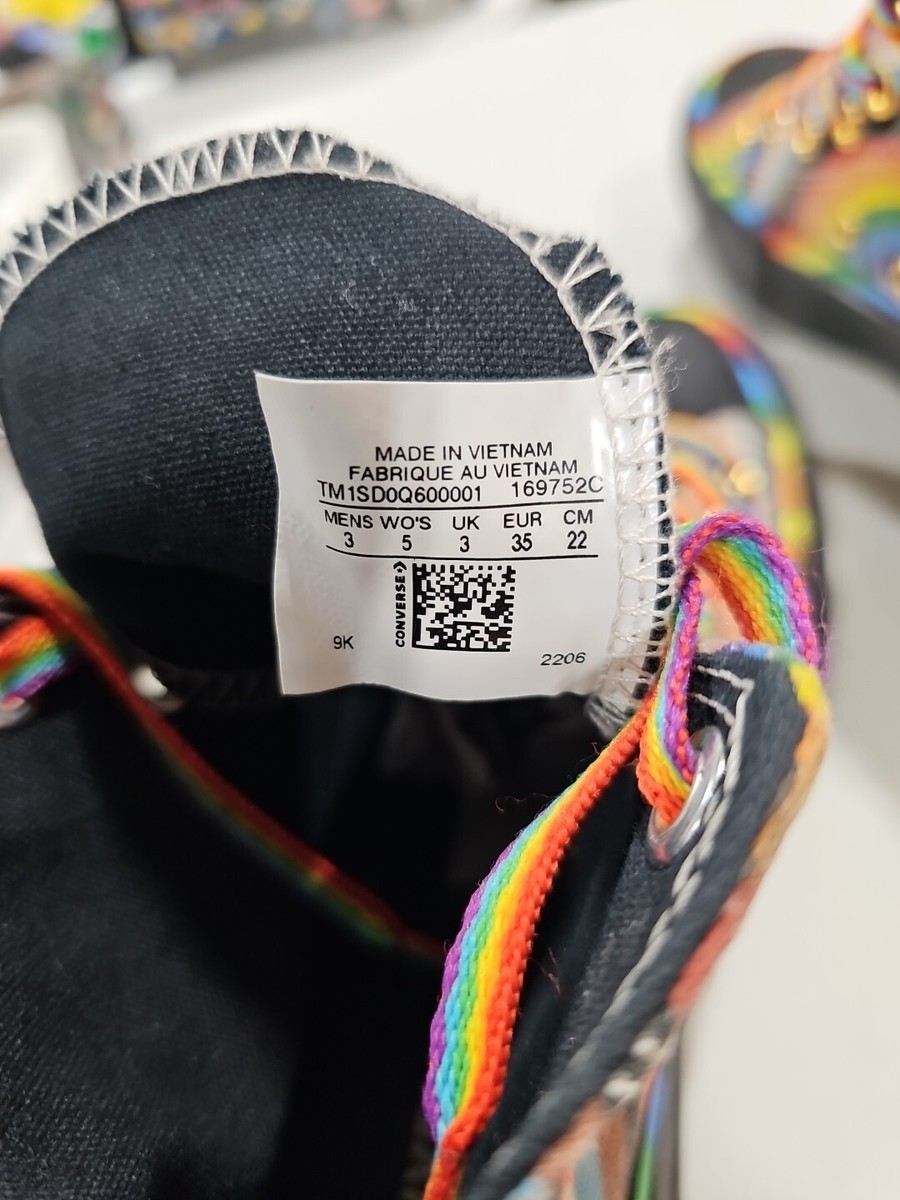 MADE IN VIETNAM
FABRIQUE AU VIETNAM
TM1SD0Q600001 169752C
MENS WO'S UK EUR CM
3 5 3 35 22
CONVERSE
9K
2206